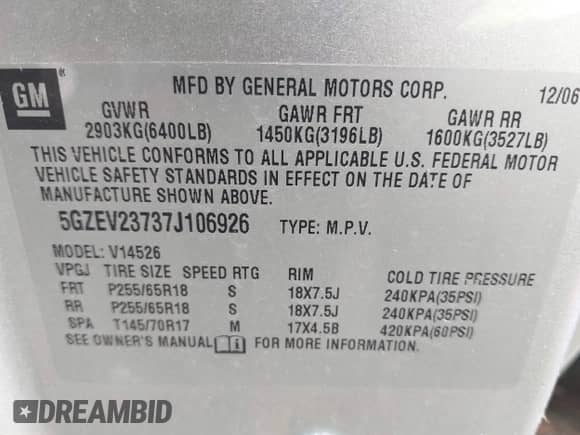 GM ®
MFD BY GENERAL MOTORS CORP. 12/06
GVWR GAWR FRT GAWR RR
2903KG(6400LB) 1450KG(3196LB) 1600KG(3527LB)
THIS VEHICLE CONFORMS TO ALL APPLICABLE U.S. FEDERAL MOTOR
VEHICLE SAFETY STANDARDS IN EFFECT ON THE DATE OF
MANUFACTURE SHOWN ABOVE.
5GZEV23737J106926 TYPE: M.P.V.
MODEL: V14526
VPGJ TIRE SIZE SPEED RTG RIM COLD TIRE PRESSURE
FRT P255/65R18 S 18X7.5J 240KPA(35PSI)
RR P255/65R18 S 18X7.5J 240KPA(35PSI)
SPA T145/70R17 M 17X4.5B 420KPA(60PSI)
SEE OWNER'S MANUAL FOR MORE INFORMATION.
DREAMBID